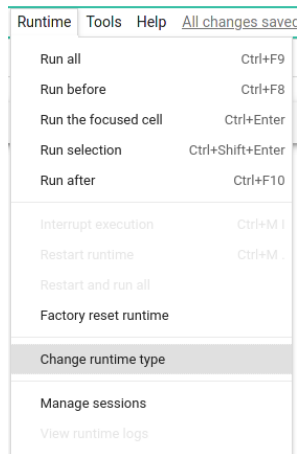 Runtime Tools Help All changes saved
Run all Ctrl+F9
Run before Ctrl+F8
Run the focused cell Ctrl+Enter
Run selection Ctrl+Shift+Enter
Run after Ctrl+F10
Interrupt execution Ctrl+M I
Restart runtime Ctrl+M .
Restart and run all
Factory reset runtime
Change runtime type
Manage sessions
View runtime logs